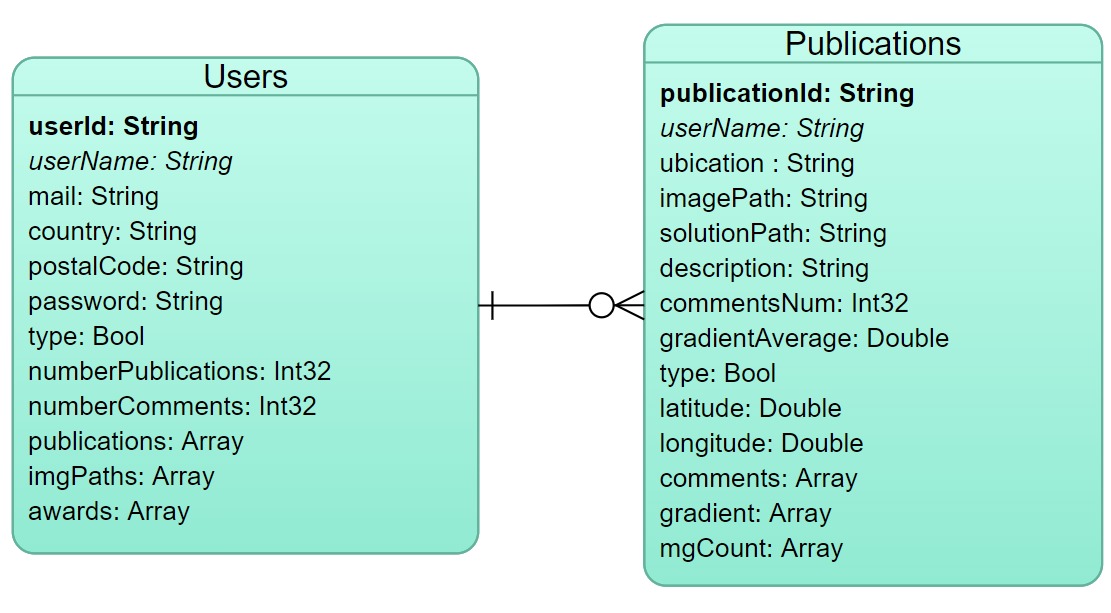 Users
userId: String
userName: String
mail: String
country: String
postalCode: String
password: String
type: Bool
numberPublications: Int32
numberComments: Int32
publications: Array
imgPaths: Array
awards: Array
Publications
publicationId: String
userName: String
ubication : String
imagePath: String
solutionPath: String
description: String
commentsNum: Int32
gradientAverage: Double
type: Bool
latitude: Double
longitude: Double
comments: Array
gradient: Array
mgCount: Array